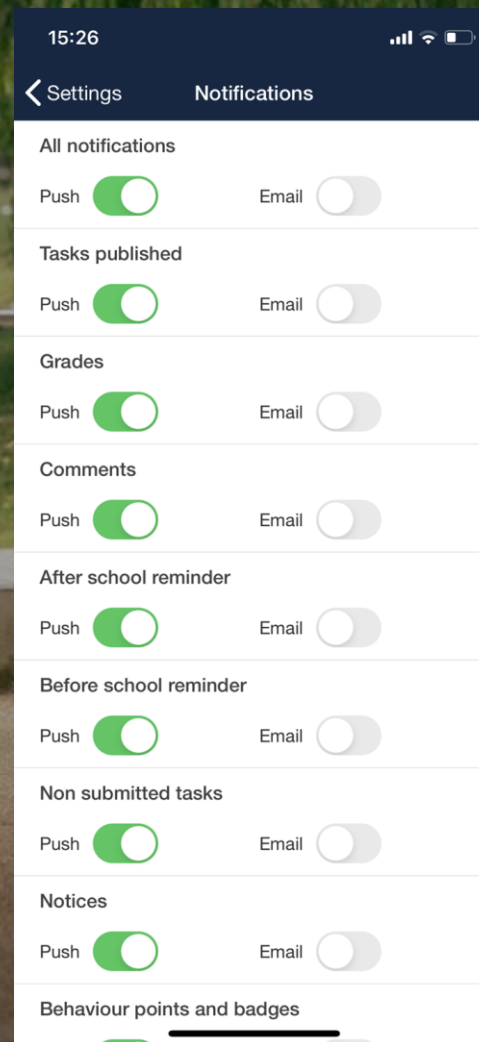 15:26
Settings Notifications
All notifications
Push Email
Tasks published
Push Email
Grades
Push Email
Comments
Push Email
After school reminder
Push Email
Before school reminder
Push Email
Non submitted tasks
Push Email
Notices
Push Email
Behaviour points and badges